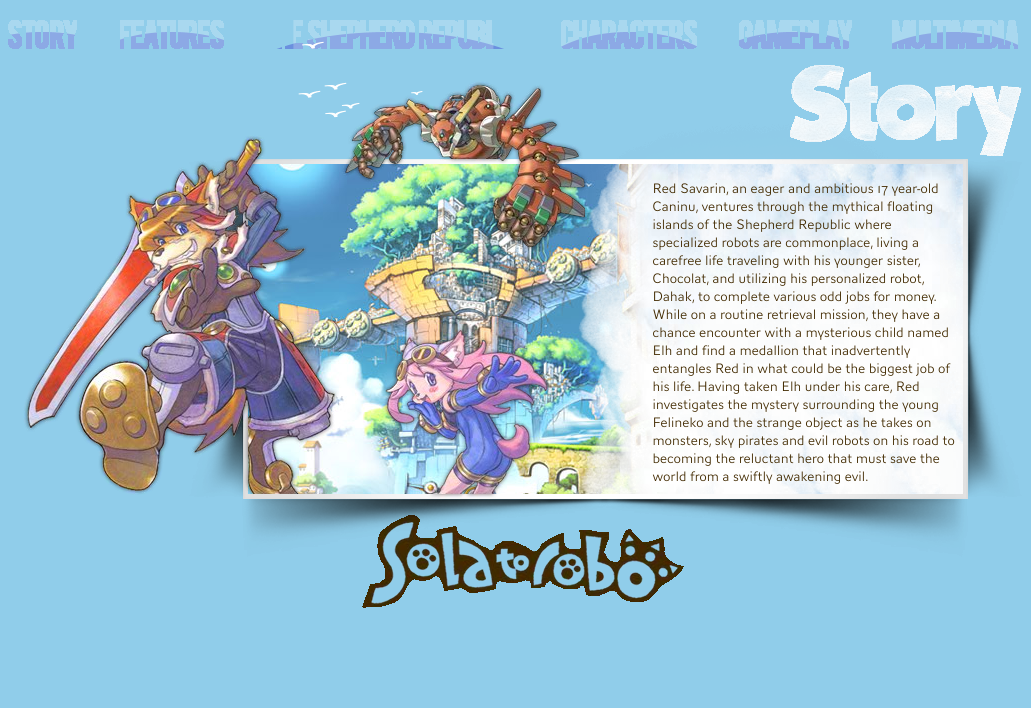 STORY FEATURES E SHEPHERD REPUBL CHARACTERS GAMEPLAY MULTIMEDIA
Story
Red Savarin, an eager and ambitious 17 year-old
Caninu, ventures through the mythical floating
islands of the Shepherd Republic where
specialized robots are commonplace, living a
carefree life traveling with his younger sister,
Chocolat, and utilizing his personalized robot,
Dahak, to complete various odd jobs for money.
While on a routine retrieval mission, they have a
chance encounter with a mysterious child named
Elh and find a medallion that inadvertently
entangles Red in what could be the biggest job of
his life. Having taken Elh under his care, Red
investigates the mystery surrounding the young
Felineko and the strange object as he takes on
monsters, sky pirates and evil robots on his road to
becoming the reluctant hero that must save the
world from a swiftly awakening evil.
Solatorobo